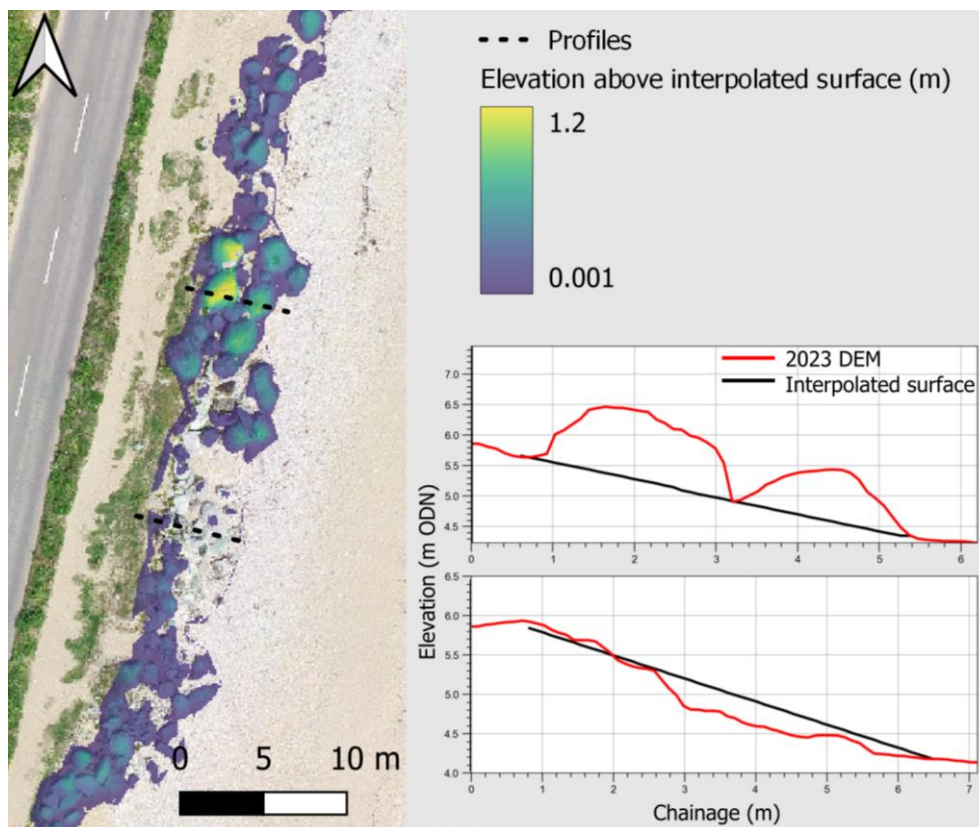 Profiles
Elevation above interpolated surface (m)
1.2
0.001
2023 DEM
Interpolated surface
7.0
6.5
6.0
5.5
5.0
4.5
0 1 2 3 4 5 6
Elevation (m ODN)
6.5
6.0
5.5
5.0
4.5
4.0
0 1 2 3 4 5 6 7
Chainage (m)
0 5 10 m